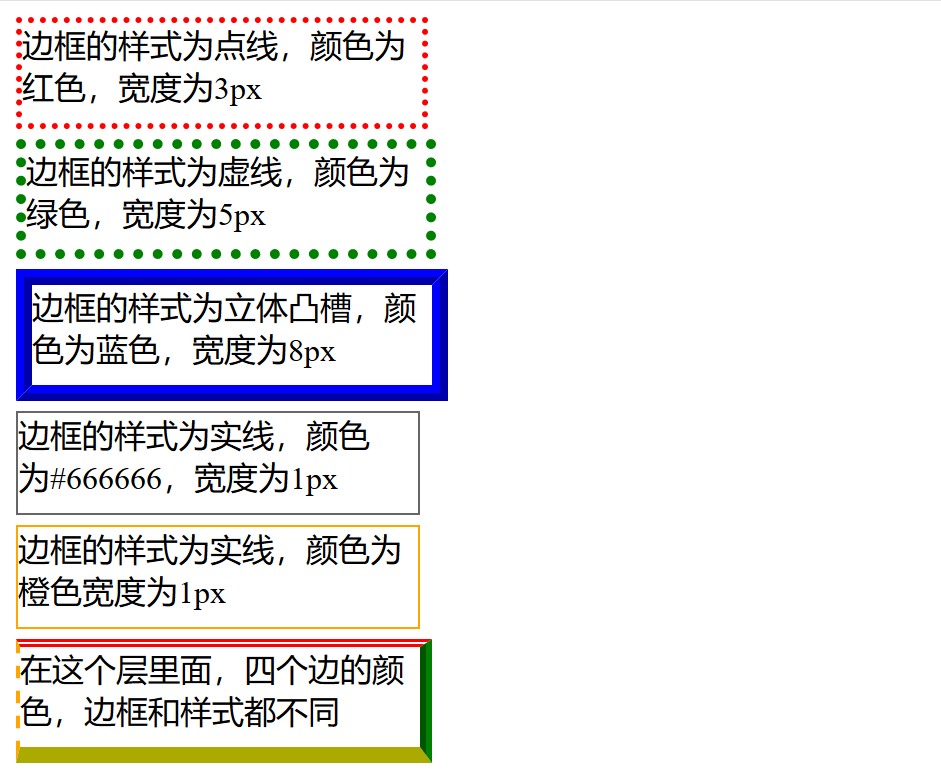 边框的样式为点线，颜色为
红色，宽度为3px
边框的样式为虚线，颜色为
绿色，宽度为5px
边框的样式为立体凸槽，颜
色为蓝色，宽度为8px
边框的样式为实线，颜色
为#666666，宽度为1px
边框的样式为实线，颜色为
橙色宽度为1px
在这个层里面，四个边的颜
色，边框和样式都不同